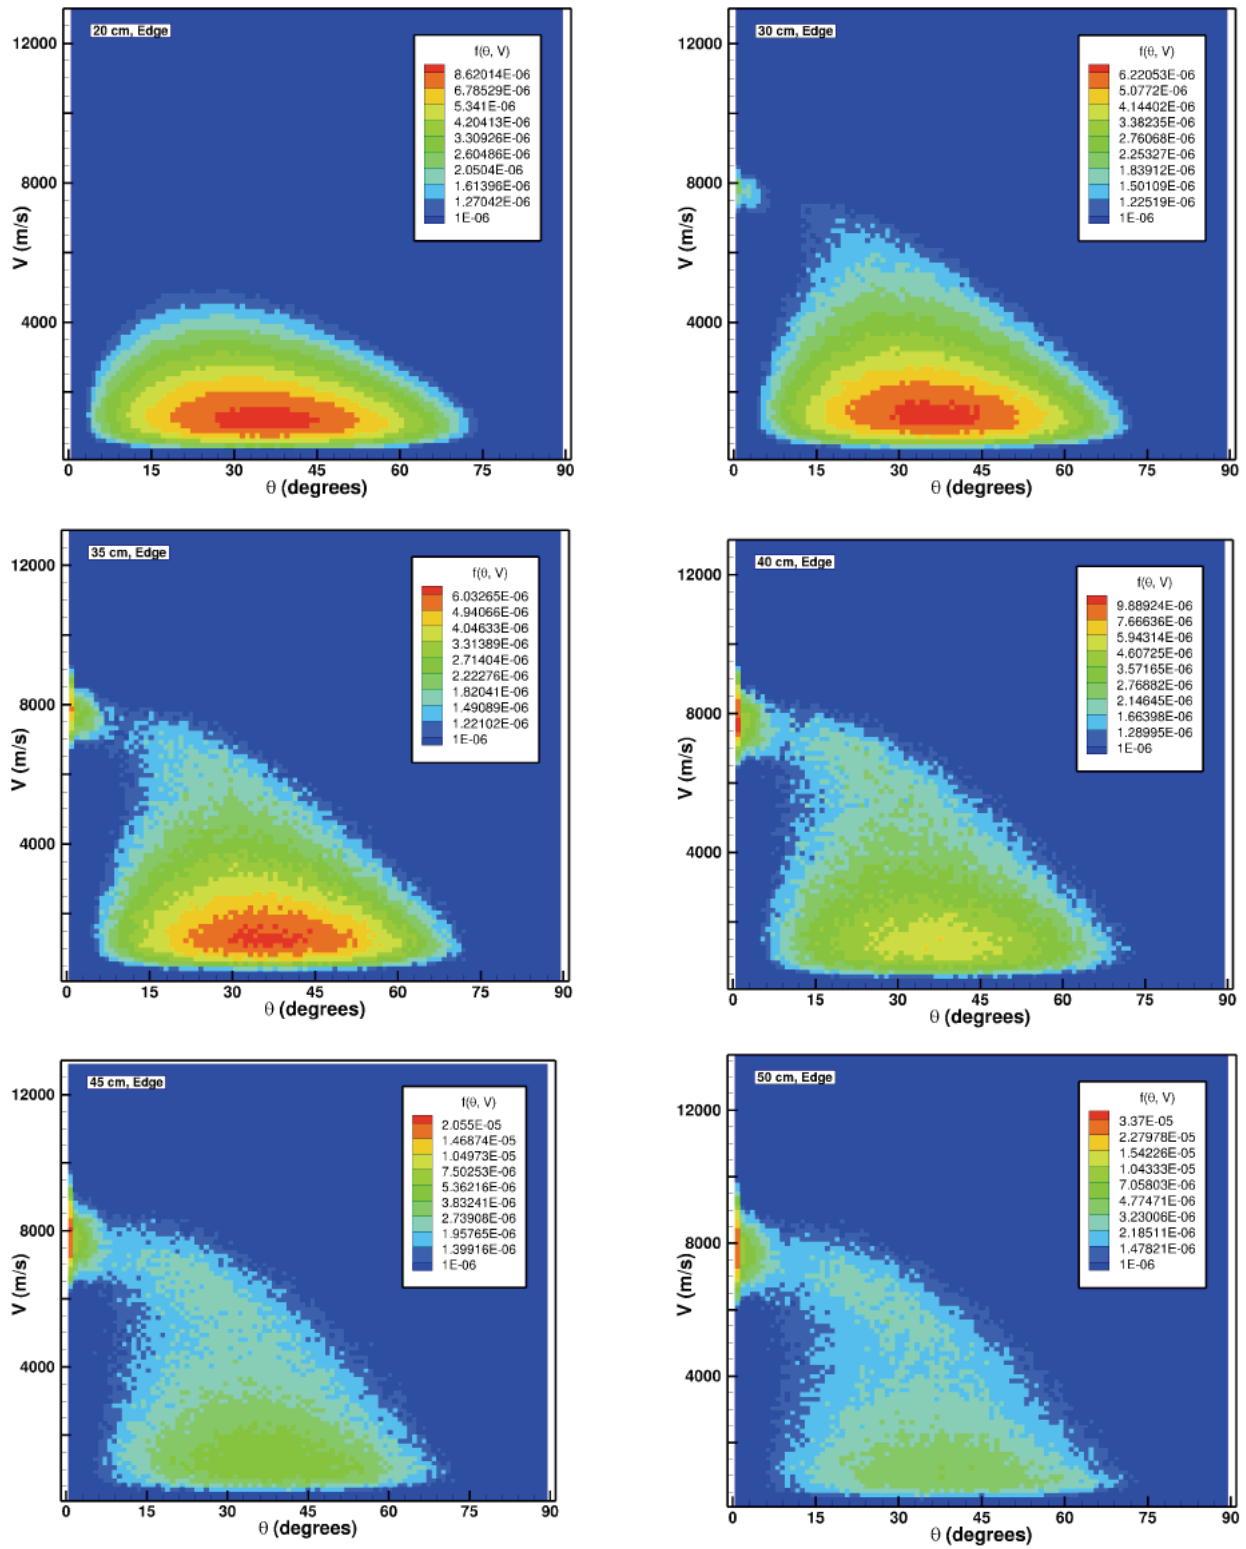 20 cm, Edge
f(θ, V)
8.62014E-06
6.78529E-06
5.341E-06
4.20413E-06
3.30926E-06
2.60486E-06
2.0504E-06
1.61396E-06
1.27042E-06
1E-06
12000
8000
4000
V (m/s)
0 15 30 45 60 75 90
θ (degrees)
30 cm, Edge
f(θ, V)
6.22053E-06
5.0772E-06
4.14402E-06
3.38235E-06
2.76068E-06
2.25327E-06
1.83912E-06
1.50109E-06
1.22519E-06
1E-06
12000
8000
4000
V (m/s)
0 15 30 45 60 75 90
θ (degrees)
35 cm, Edge
f(θ, V)
6.03265E-06
4.94066E-06
4.04633E-06
3.31389E-06
2.71404E-06
2.22276E-06
1.82041E-06
1.49089E-06
1.22102E-06
1E-06
12000
8000
4000
V (m/s)
0 15 30 45 60 75 90
θ (degrees)
40 cm, Edge
f(θ, V)
9.88924E-06
7.66636E-06
5.94314E-06
4.60725E-06
3.57165E-06
2.76882E-06
2.14645E-06
1.66398E-06
1.28995E-06
1E-06
12000
8000
4000
V (m/s)
0 15 30 45 60 75 90
θ (degrees)
45 cm, Edge
f(θ, V)
2.055E-05
1.46874E-05
1.04973E-05
7.50253E-06
5.36216E-06
3.83241E-06
2.73908E-06
1.95765E-06
1.39916E-06
1E-06
12000
8000
4000
V (m/s)
0 15 30 45 60 75 90
θ (degrees)
50 cm, Edge
f(θ, V)
3.37E-05
2.27978E-05
1.54226E-05
1.04333E-05
7.05803E-06
4.77471E-06
3.23006E-06
2.18511E-06
1.47821E-06
1E-06
12000
8000
4000
V (m/s)
0 15 30 45 60 75 90
θ (degrees)